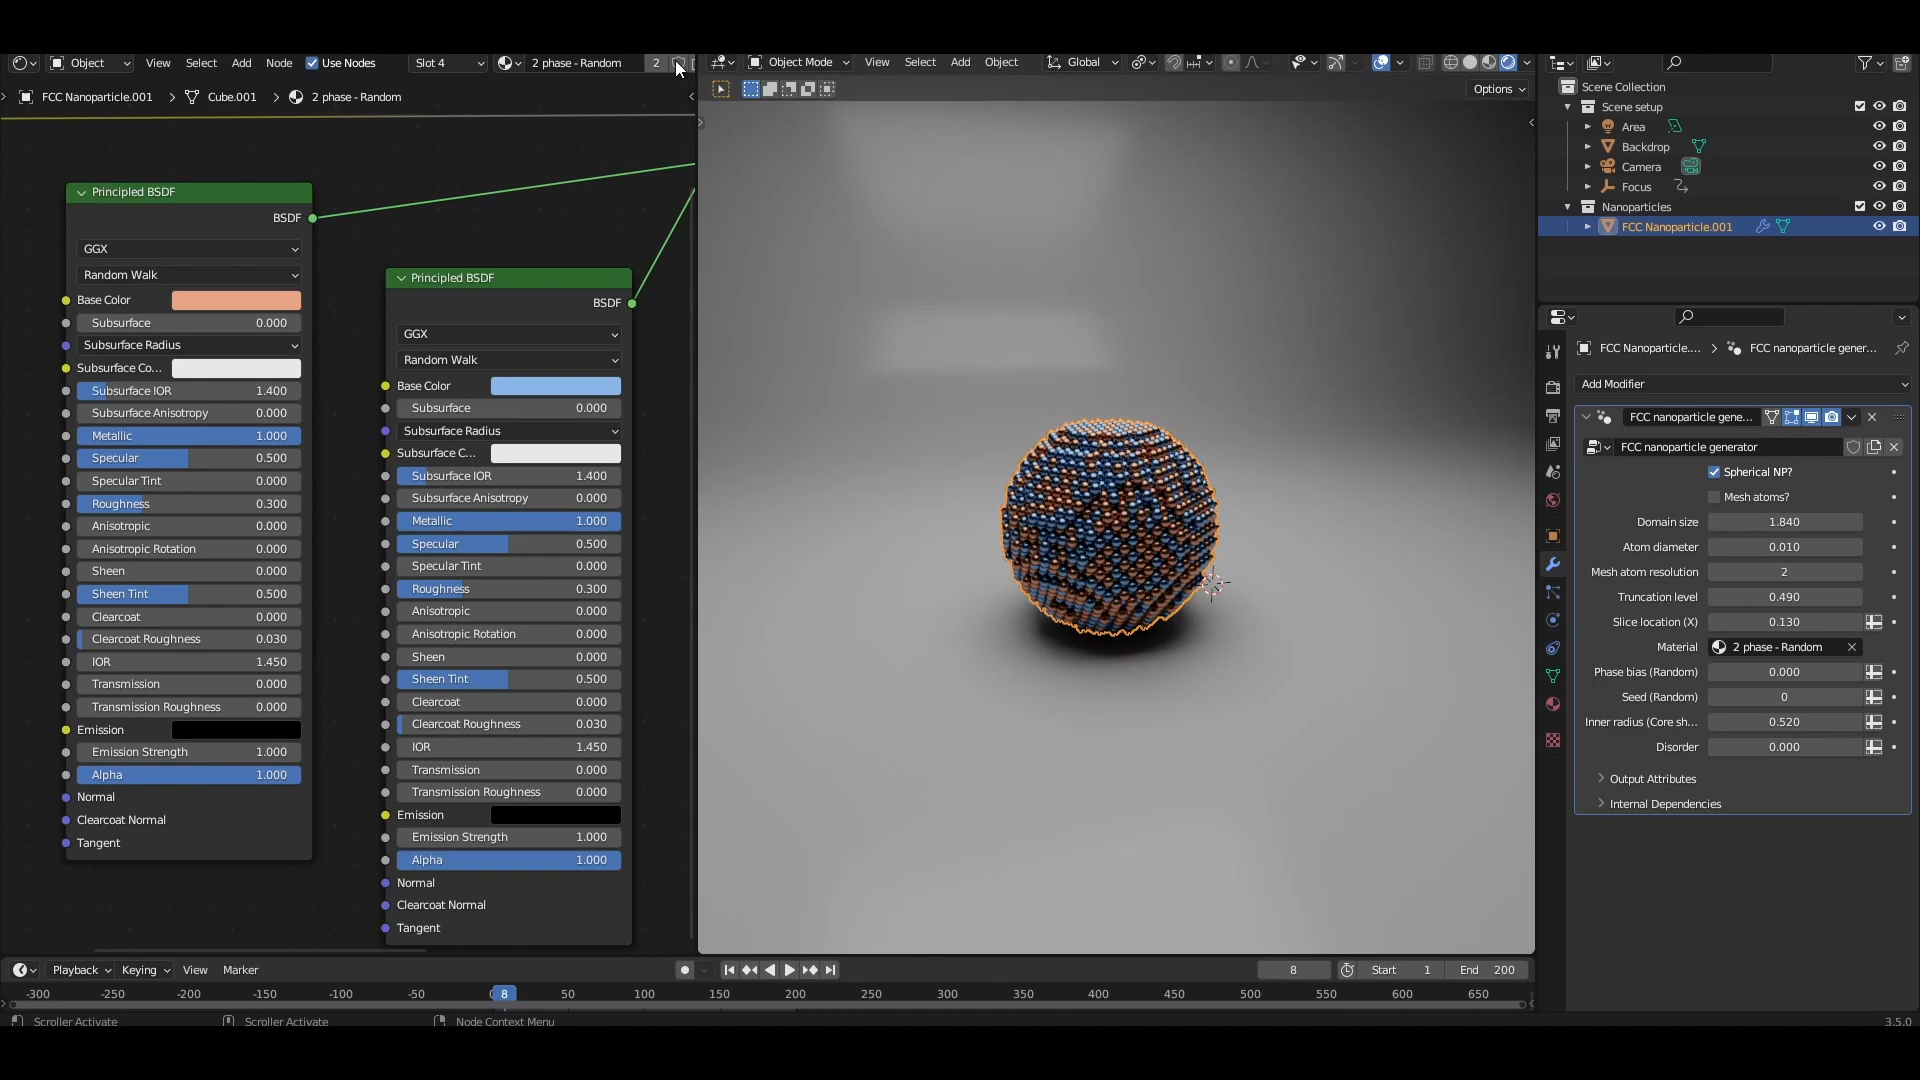 Object View Select Add Node Use Nodes Slot 4 2 phase - Random 2
FCC Nanoparticle.001 > Cube.001 > 2 phase - Random
Principled BSDF
BSDF
GGX
Random Walk
Base Color
Subsurface 0.000
Subsurface Radius
Subsurface Co...
Subsurface IOR 1.400
Subsurface Anisotropy 0.000
Metallic 1.000
Specular 0.500
Specular Tint 0.000
Roughness 0.300
Anisotropic 0.000
Anisotropic Rotation 0.000
Sheen 0.000
Sheen Tint 0.500
Clearcoat 0.000
Clearcoat Roughness 0.030
IOR 1.450
Transmission 0.000
Transmission Roughness 0.000
Emission
Emission Strength 1.000
Alpha 1.000
Normal
Clearcoat Normal
Tangent
Principled BSDF
BSDF
GGX
Random Walk
Base Color
Subsurface 0.000
Subsurface Radius
Subsurface C...
Subsurface IOR 1.400
Subsurface Anisotropy 0.000
Metallic 1.000
Specular 0.500
Specular Tint 0.000
Roughness 0.300
Anisotropic 0.000
Anisotropic Rotation 0.000
Sheen 0.000
Sheen Tint 0.500
Clearcoat 0.000
Clearcoat Roughness 0.030
IOR 1.450
Transmission 0.000
Transmission Roughness 0.000
Emission
Emission Strength 1.000
Alpha 1.000
Normal
Clearcoat Normal
Tangent
Object Mode View Select Add Object Global
Options
Scene Collection
Scene setup
Area
Backdrop
Camera
Focus
Nanoparticles
FCC Nanoparticle.001
FCC Nanoparticle.... > FCC nanoparticle gener...
Add Modifier
FCC nanoparticle gene...
FCC nanoparticle generator
Spherical NP?
Mesh atoms?
Domain size 1.840
Atom diameter 0.010
Mesh atom resolution 2
Truncation level 0.490
Slice location (X) 0.130
Material 2 phase - Random
Phase bias (Random) 0.000
Seed (Random) 0
Inner radius (Core sh... 0.520
Disorder 0.000
Output Attributes
Internal Dependencies
Playback Keying View Marker 8 Start 1 End 200
-300 -250 -200 -150 -100 -50 8 50 100 150 200 250 300 350 400 450 500 550 600 650
Scroller Activate Scroller Activate Node Context Menu 3.5.0